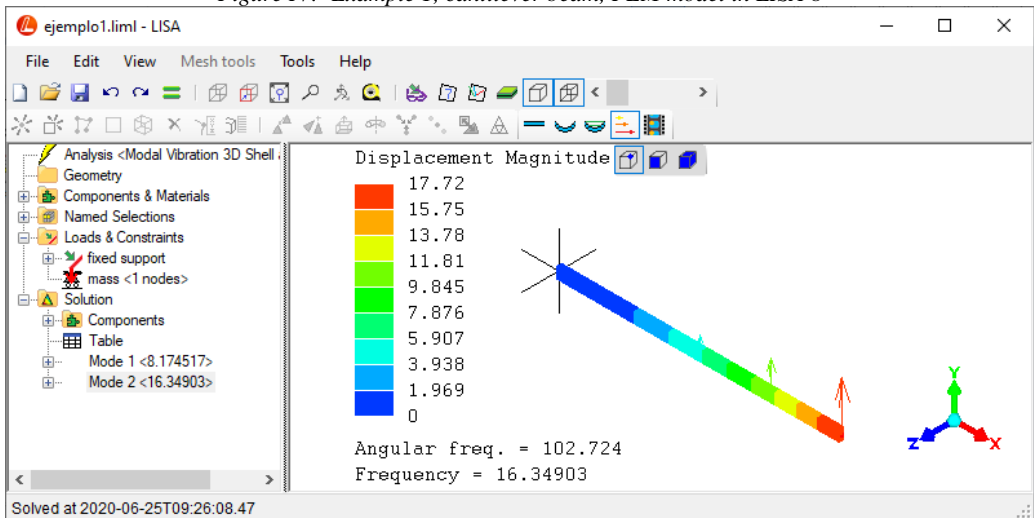 ejemplo1.liml - LISA
File Edit View Mesh tools Tools Help
Analysis <Modal Vibration 3D Shell
Geometry
Components & Materials
Named Selections
Loads & Constraints
fixed support
mass <1 nodes>
Solution
Components
Table
Mode 1 <8.174517>
Mode 2 <16.34903>
Displacement Magnitude
17.72
15.75
13.78
11.81
9.845
7.876
5.907
3.938
1.969
0
Angular freq. = 102.724
Frequency = 16.34903
Y
Z
X
Solved at 2020-06-25T09:26:08.47